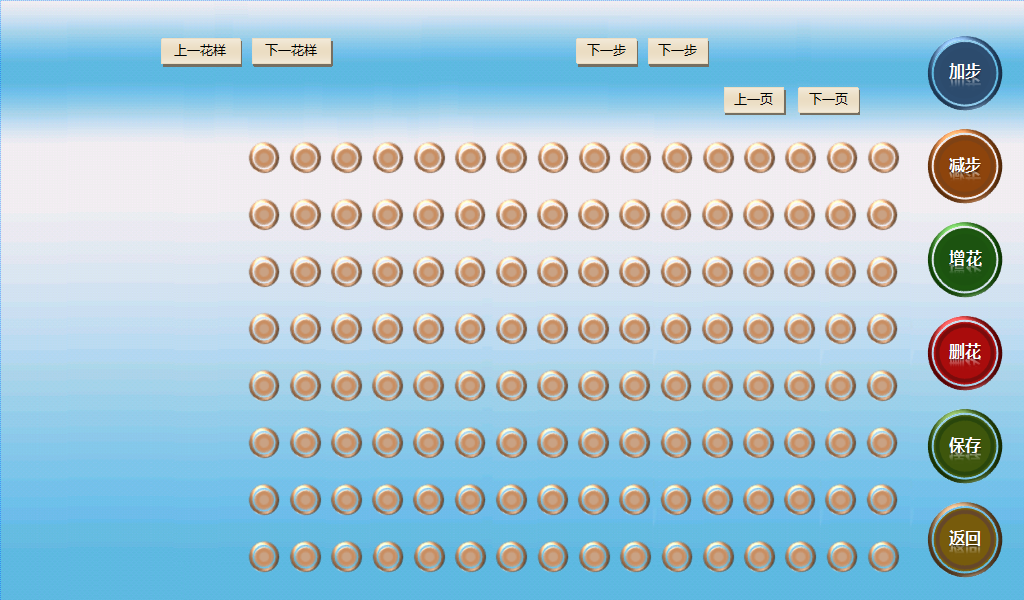 上一花样 下一花样 下一步 下一步
加步
上一页 下一页
减步
增花
删花
保存
返回